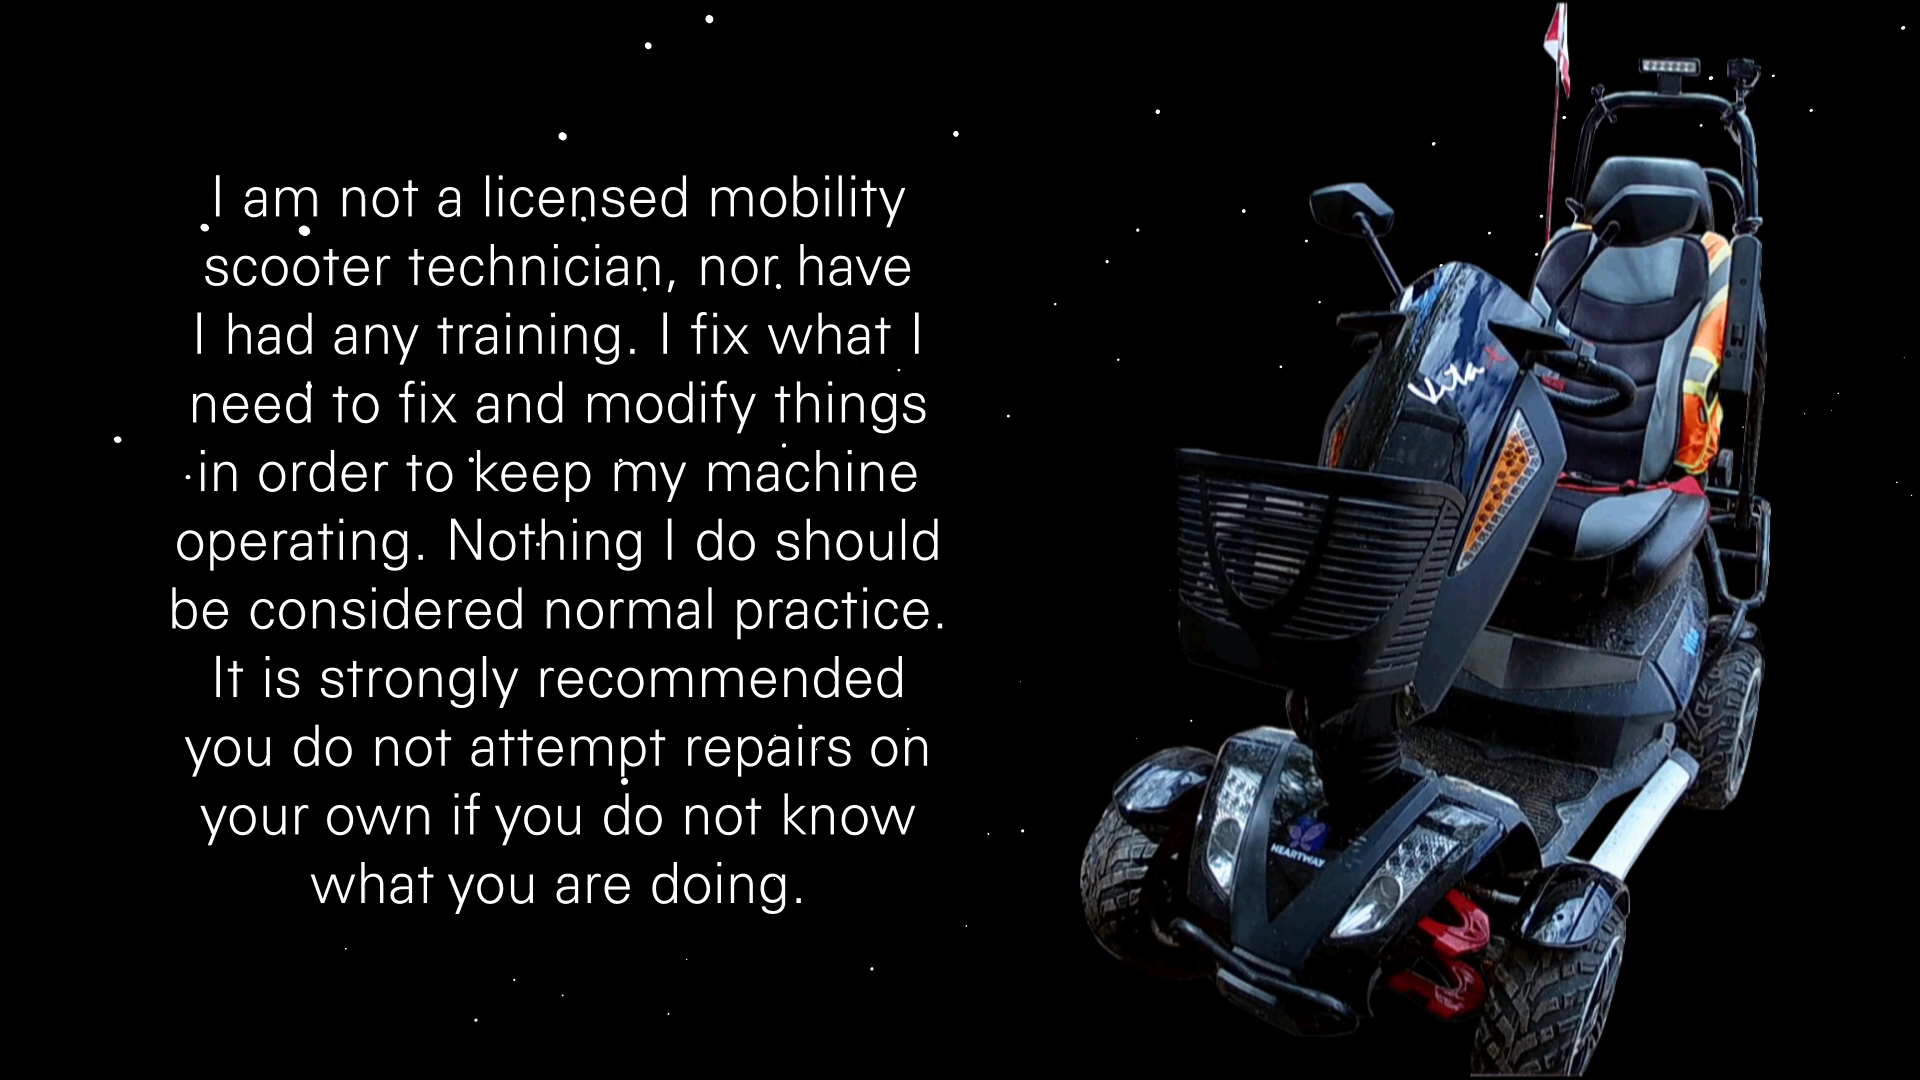 I am not a licensed mobility
scooter technician, nor have
I had any training. I fix what I
need to fix and modify things
in order to keep my machine
operating. Nothing I do should
be considered normal practice.
It is strongly recommended
you do not attempt repairs on
your own if you do not know
what you are doing.
Vita X
HEARTWAY